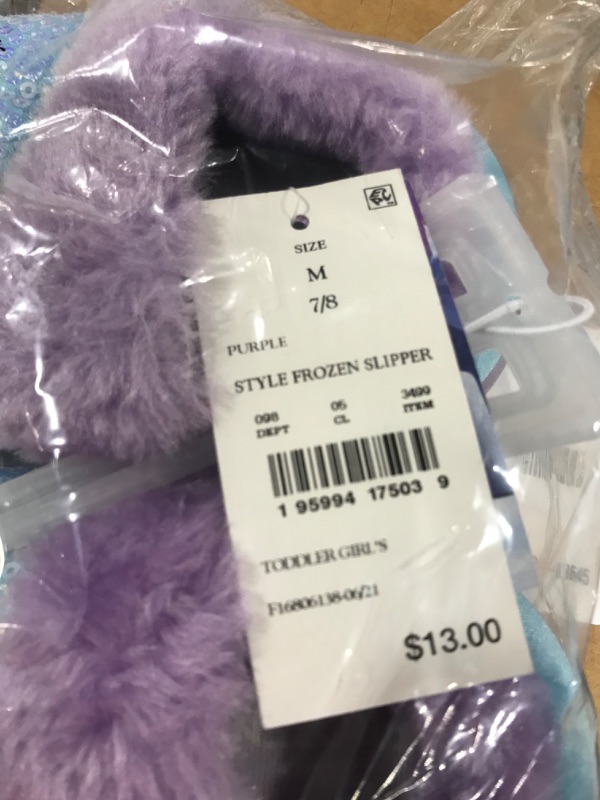 SIZE
M
7/8
PURPLE
STYLE FROZEN SLIPPER
098 05 3499
DEPT CL ITEM
1 95994 17503 9
TODDLER GIRL'S
F16806138-06/21
$13.00